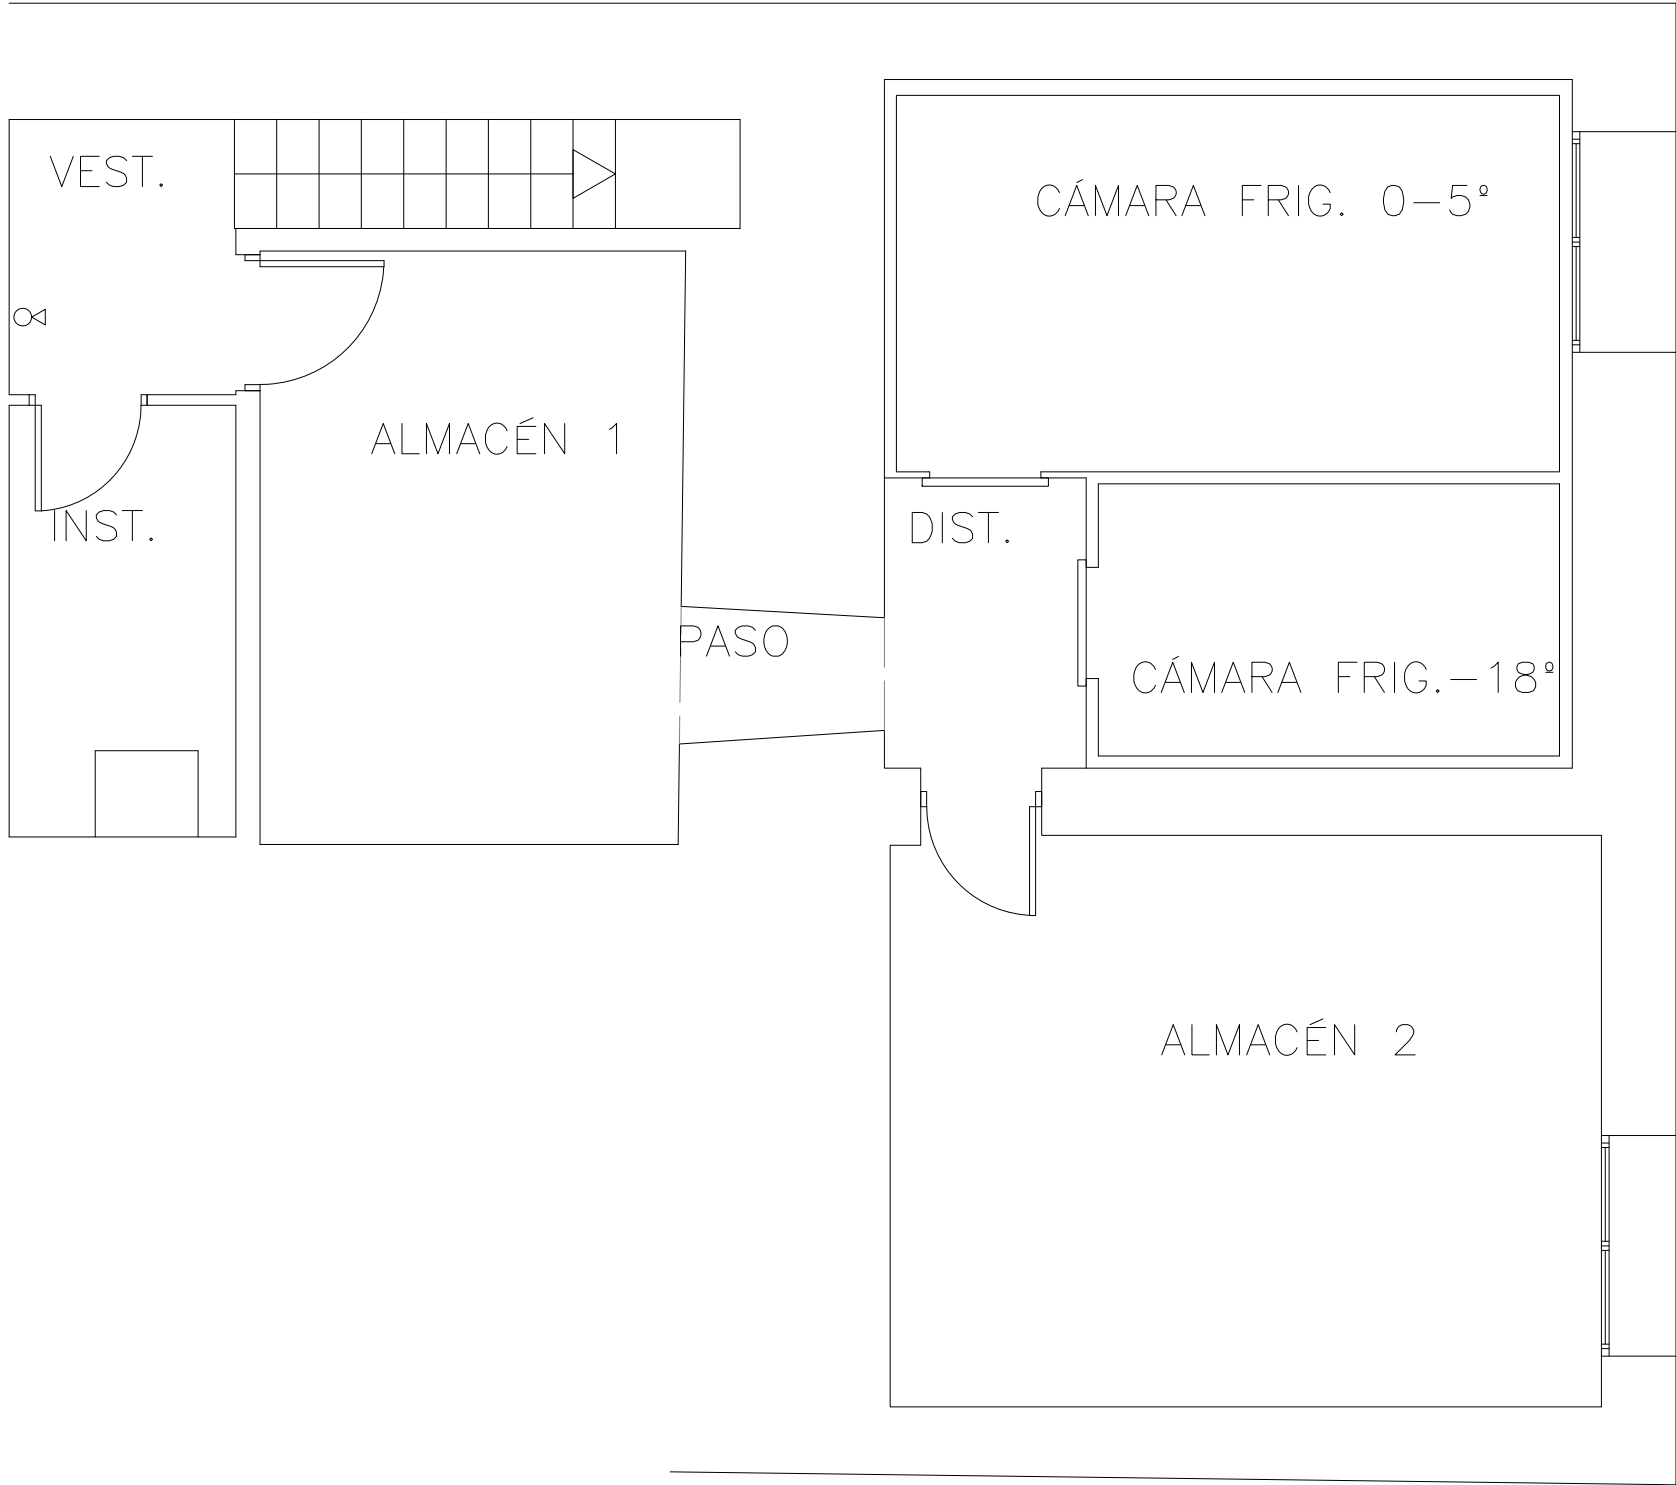 VEST.
CÁMARA FRIG. 0-5º
ALMACÉN 1
INST.
DIST.
PASO
CÁMARA FRIG.-18º
ALMACÉN 2